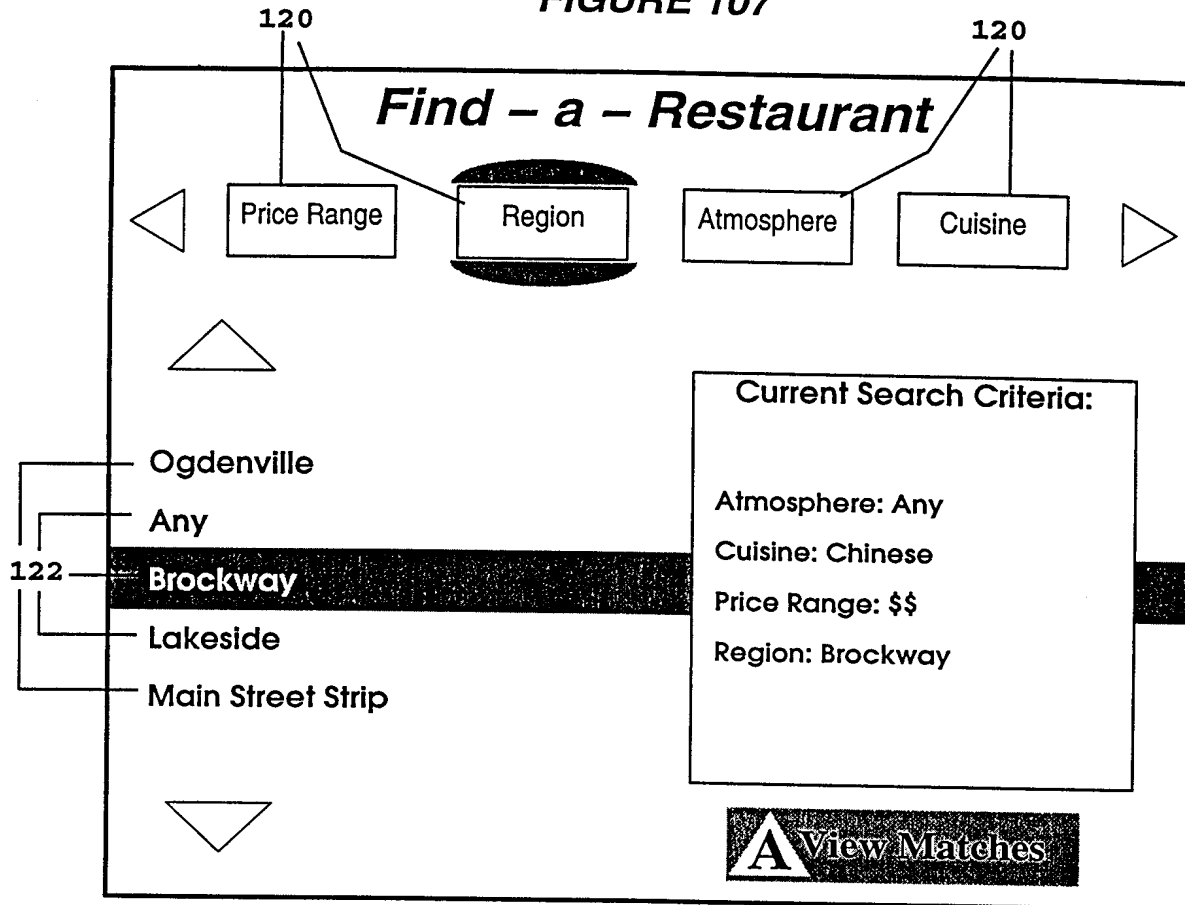 FIGURE 107
120
120
Find – a – Restaurant
Price Range
Region
Atmosphere
Cuisine
Current Search Criteria:
Ogdenville
Any
122
Brockway
Lakeside
Main Street Strip
Atmosphere: Any
Cuisine: Chinese
Price Range: $$
Region: Brockway
A View Matches